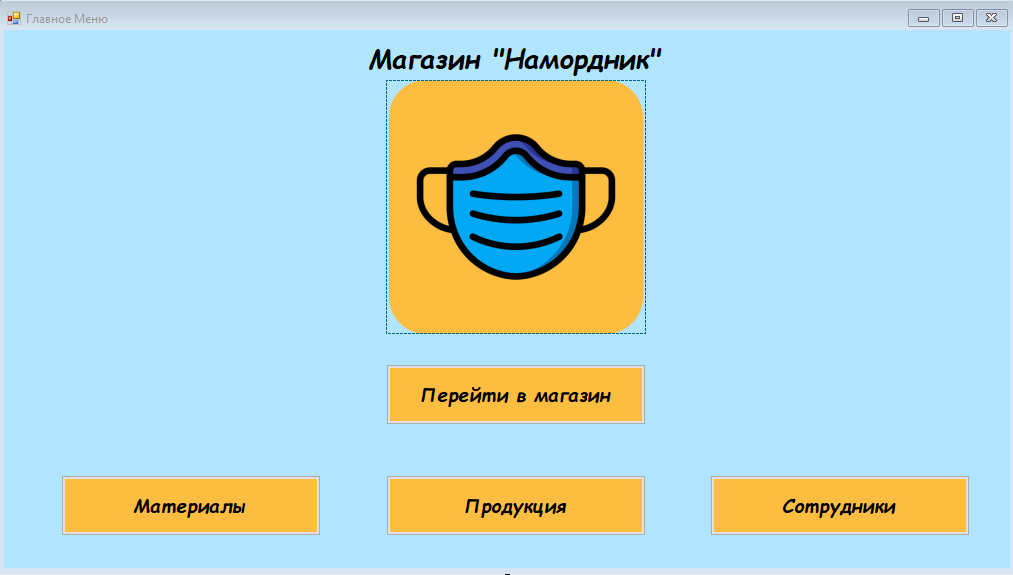 Главное Меню
Магазин "Намордник"
Перейти в магазин
Материалы
Продукция
Сотрудники